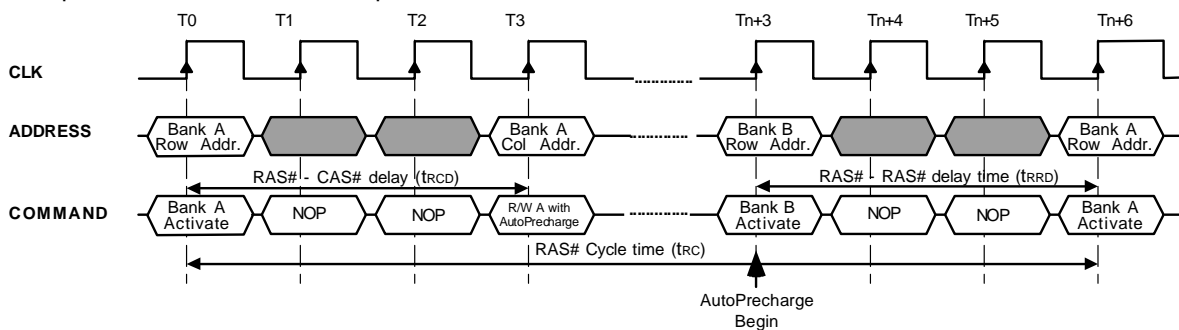 T0 T1 T2 T3 Tn+3 Tn+4 Tn+5 Tn+6
CLK
ADDRESS
Bank A
Row Addr.
Bank A
Col Addr.
Bank B
Row Addr.
Bank A
Row Addr.
RAS# - CAS# delay (tRCD)
RAS# - RAS# delay time (tRRD)
COMMAND
Bank A
Activate
NOP
NOP
R/W A with
AutoPrecharge
Bank B
Activate
NOP
NOP
Bank A
Activate
RAS# Cycle time (tRC)
AutoPrecharge
Begin